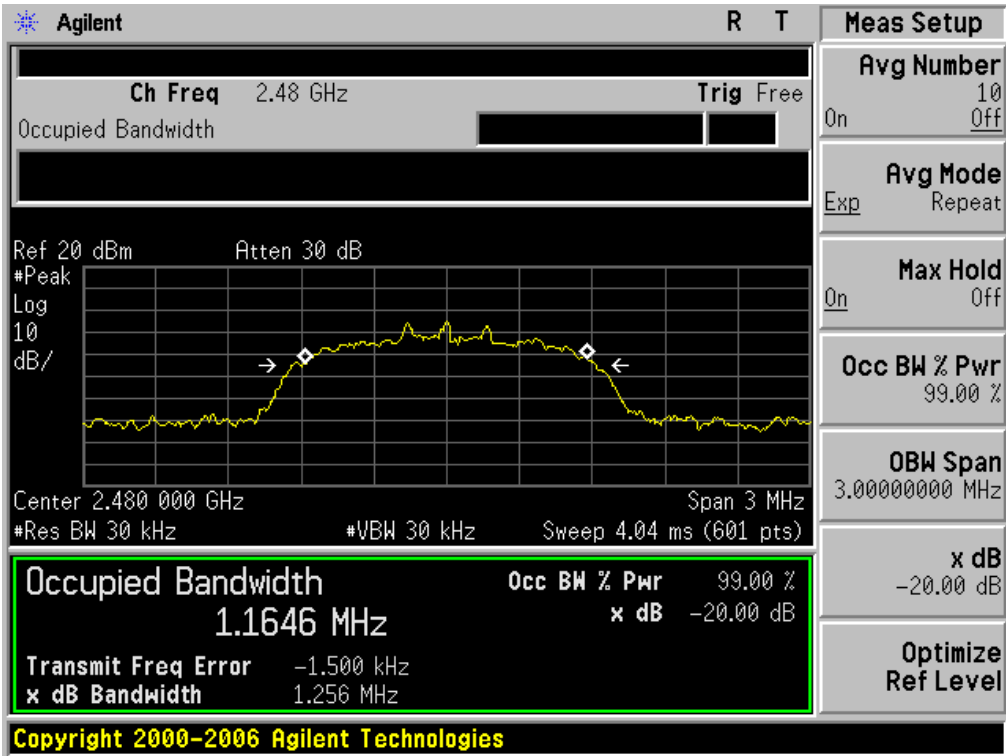 Agilent R T
Ch Freq 2.48 GHz Trig Free
Occupied Bandwidth
Ref 20 dBm Atten 30 dB
#Peak
Log
10
dB/
Center 2.480 000 GHz Span 3 MHz
#Res BW 30 kHz #VBW 30 kHz Sweep 4.04 ms (601 pts)
Occupied Bandwidth
1.1646 MHz
Occ BW % Pwr 99.00 %
x dB -20.00 dB
Transmit Freq Error -1.500 kHz
x dB Bandwidth 1.256 MHz
Copyright 2000-2006 Agilent Technologies
Meas Setup
Avg Number
10
On Off
Avg Mode
Exp Repeat
Max Hold
On Off
Occ BW % Pwr
99.00 %
OBW Span
3.00000000 MHz
x dB
-20.00 dB
Optimize
Ref Level